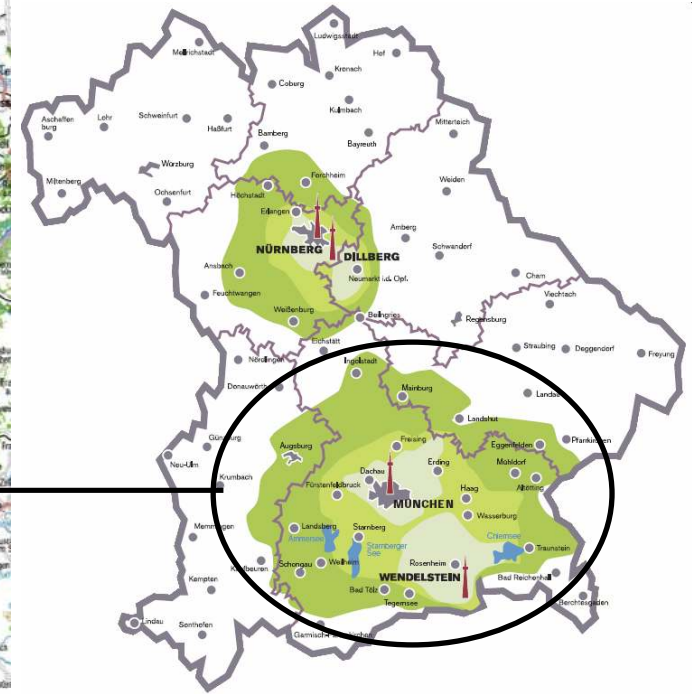 Ludwigsstadt
Mellrichstadt
Hof
Kronach
Coburg
Kulmbach
Aschaffen
burg
Lohr
Schweinfurt
Haßfurt
Bamberg
Mitterteich
Bayreuth
Würzburg
Miltenberg
Ochsenfurt
Forchheim
Höchstadt
Weiden
Erlangen
Amberg
NÜRNBERG
DILLBERG
Schwandorf
Ansbach
Neumarkt i.d. Opf.
Cham
Feuchtwangen
Viechtach
Weißenburg
Beilngries
Regensburg
Eichstätt
Straubing
Deggendorf
Freyung
Nördlingen
Ingolstadt
Donauwörth
Mainburg
Landau
Landshut
Günzburg
Augsburg
Freising
Eggenfelden
Pfarrkirchen
Neu-Ulm
Dachau
Erding
Mühldorf
Krumbach
Fürstenfeldbruck
Haag
Altötting
MÜNCHEN
Wasserburg
Memmingen
Landsberg
Starnberg
Ammersee
Starnberger
See
Chiemsee
Traunstein
Kaufbeuren
Schongau
Weilheim
Rosenheim
WENDELSTEIN
Bad Reichenhall
Kempten
Bad Tölz
Tegernsee
Berchtesgaden
Lindau
Sonthofen
Garmisch-Partenkirchen